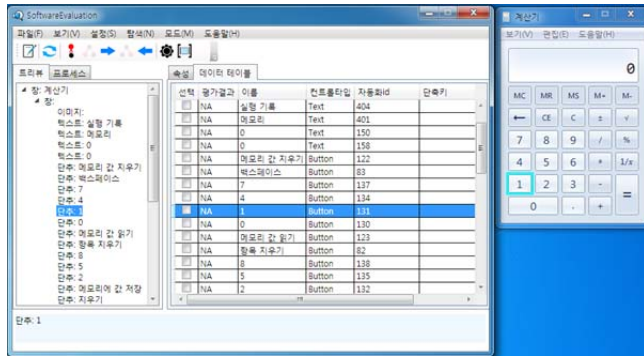 SoftwareEvaluation
파일(F) 보기(V) 설정(S) 탐색(N) 모드(M) 도움말(H)
트리뷰 프로세스
창: 계산기
창:
이미지:
텍스트: 실행 기록
텍스트: 메모리
텍스트: 0
텍스트: 0
단추: 메모리 값 지우기
단추: 백스페이스
단추: 7
단추: 4
단추: 1
단추: 0
단추: 메모리 값 읽기
단추: 항목 지우기
단추: 8
단추: 5
단추: 2
단추: 메모리에 값 저장
단추: 지우기
속성 데이터 테이블
선택 평가결과 이름 컨트롤타입 자동화id 단축키
NA 실행 기록 Text 404
NA 메모리 Text 401
NA 0 Text 150
NA 0 Text 158
NA 메모리 값 지우기 Button 122
NA 백스페이스 Button 83
NA 7 Button 137
NA 4 Button 134
NA 1 Button 131
NA 0 Button 130
NA 메모리 값 읽기 Button 123
NA 항목 지우기 Button 82
NA 8 Button 138
NA 5 Button 135
NA 2 Button 132
단추: 1
계산기
보기(V) 편집(E) 도움말(H)
0
MC MR MS M+ M-
← CE C ± √
7 8 9 / %
4 5 6 * 1/x
1 2 3 - =
0 . +